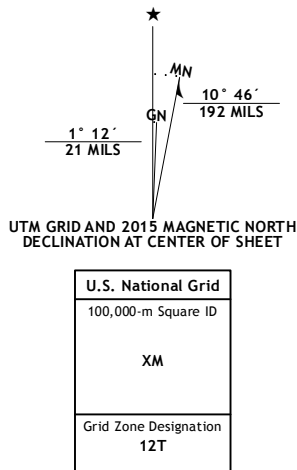 ★
MN
10° 46´
192 MILS
GN
1° 12´
21 MILS
UTM GRID AND 2015 MAGNETIC NORTH
DECLINATION AT CENTER OF SHEET
U.S. National Grid
100,000-m Square ID
XM
Grid Zone Designation
12T